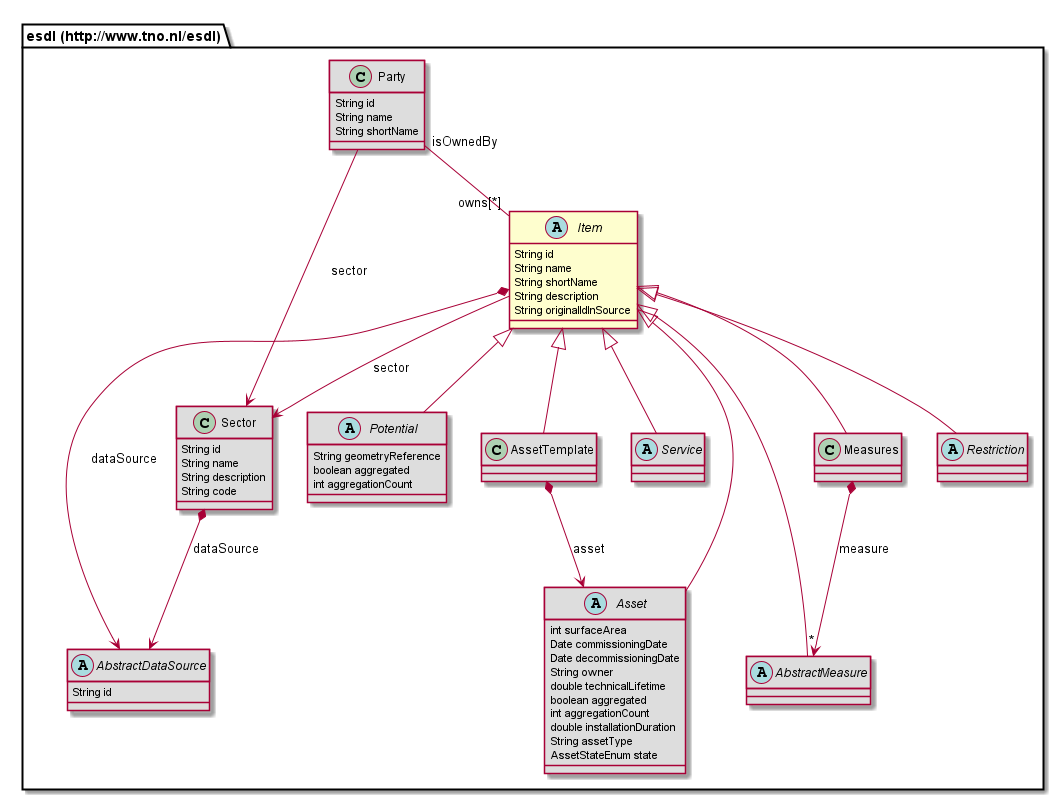 esdl (http://www.tno.nl/esdl)
C Party
String id
String name
String shortName
isOwnedBy
owns[*]
A Item
String id
String name
String shortName
String description
String originalIdInSource
sector
sector
dataSource
C Sector
String id
String name
String description
String code
A Potential
String geometryReference
boolean aggregated
int aggregationCount
C AssetTemplate
A Service
C Measures
A Restriction
dataSource
asset
measure
*
A AbstractDataSource
String id
A Asset
int surfaceArea
Date commissioningDate
Date decommissioningDate
String owner
double technicalLifetime
boolean aggregated
int aggregationCount
double installationDuration
String assetType
AssetStateEnum state
A AbstractMeasure